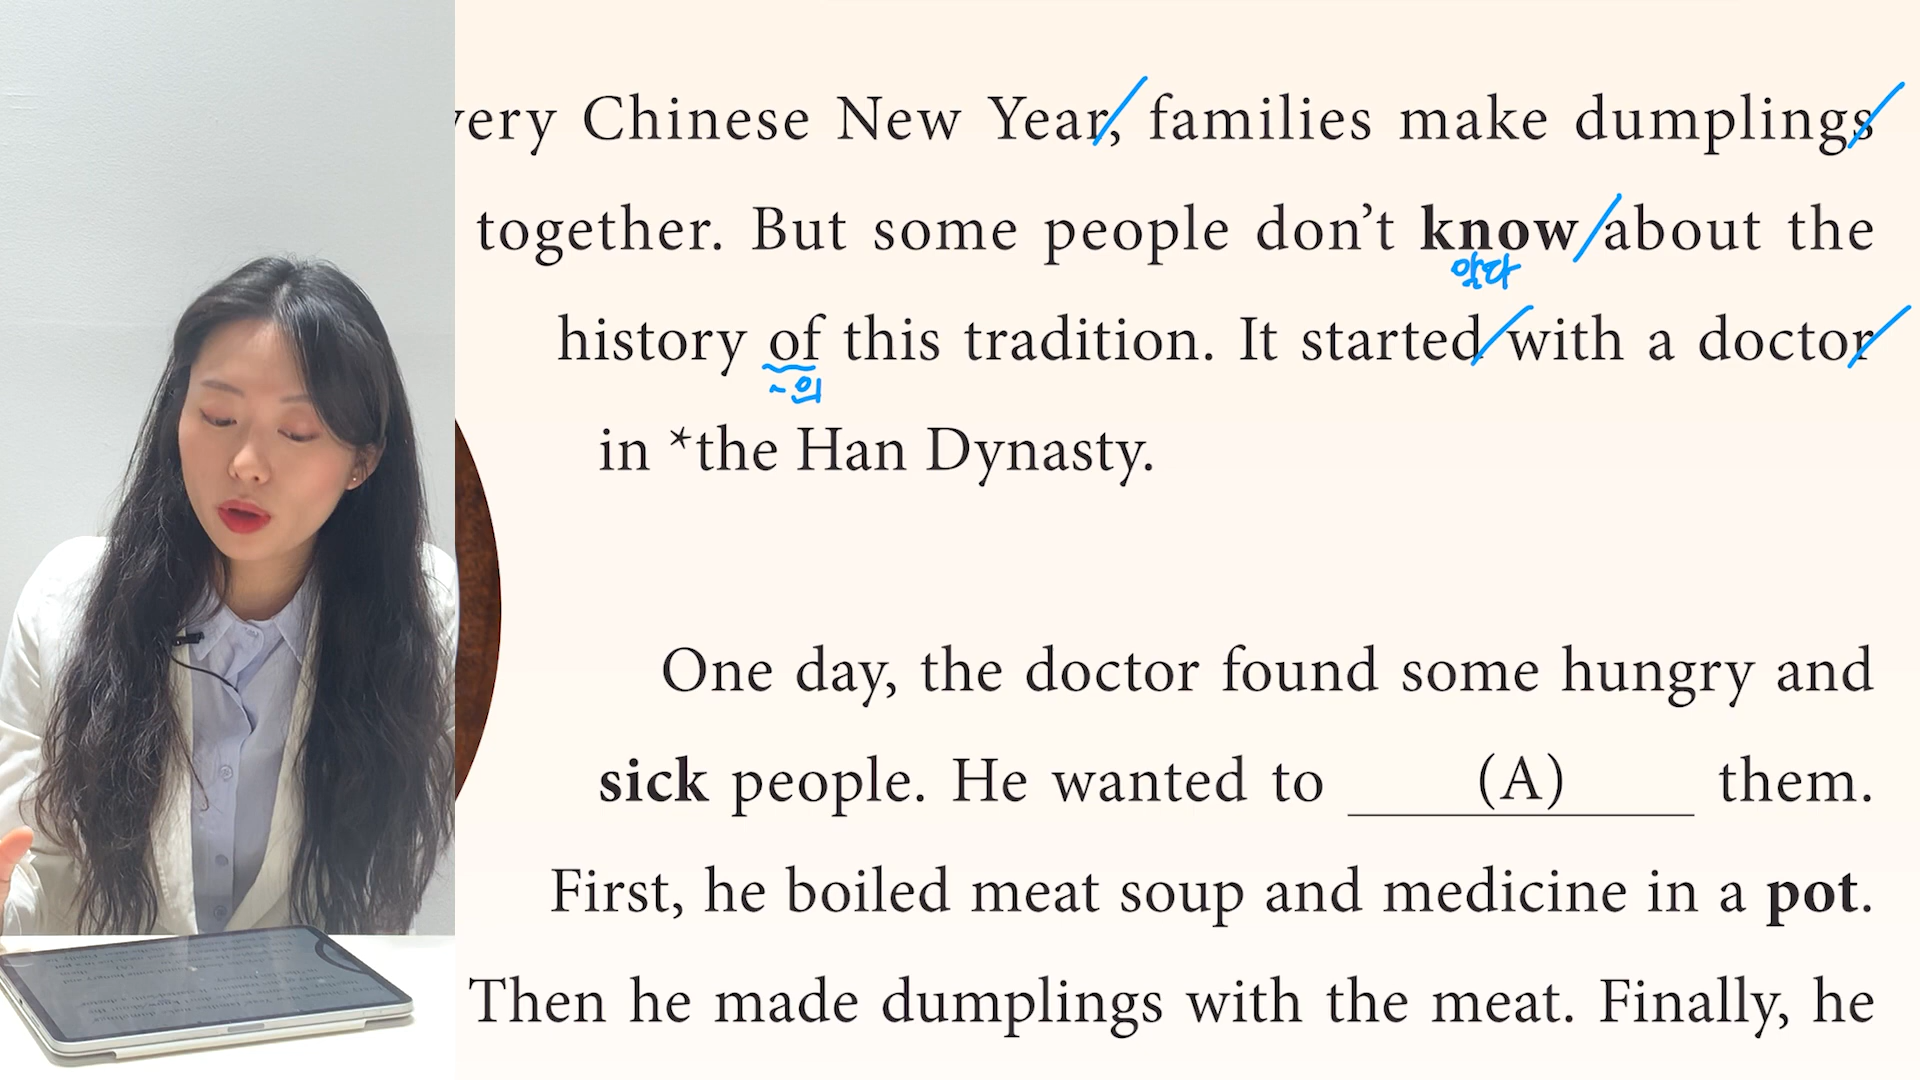 very Chinese New Year, families make dumplings
together. But some people don't know about the
알다
history of this tradition. It started with a doctor
~의
in *the Han Dynasty.
One day, the doctor found some hungry and
sick people. He wanted to (A) them.
First, he boiled meat soup and medicine in a pot.
Then he made dumplings with the meat. Finally, he